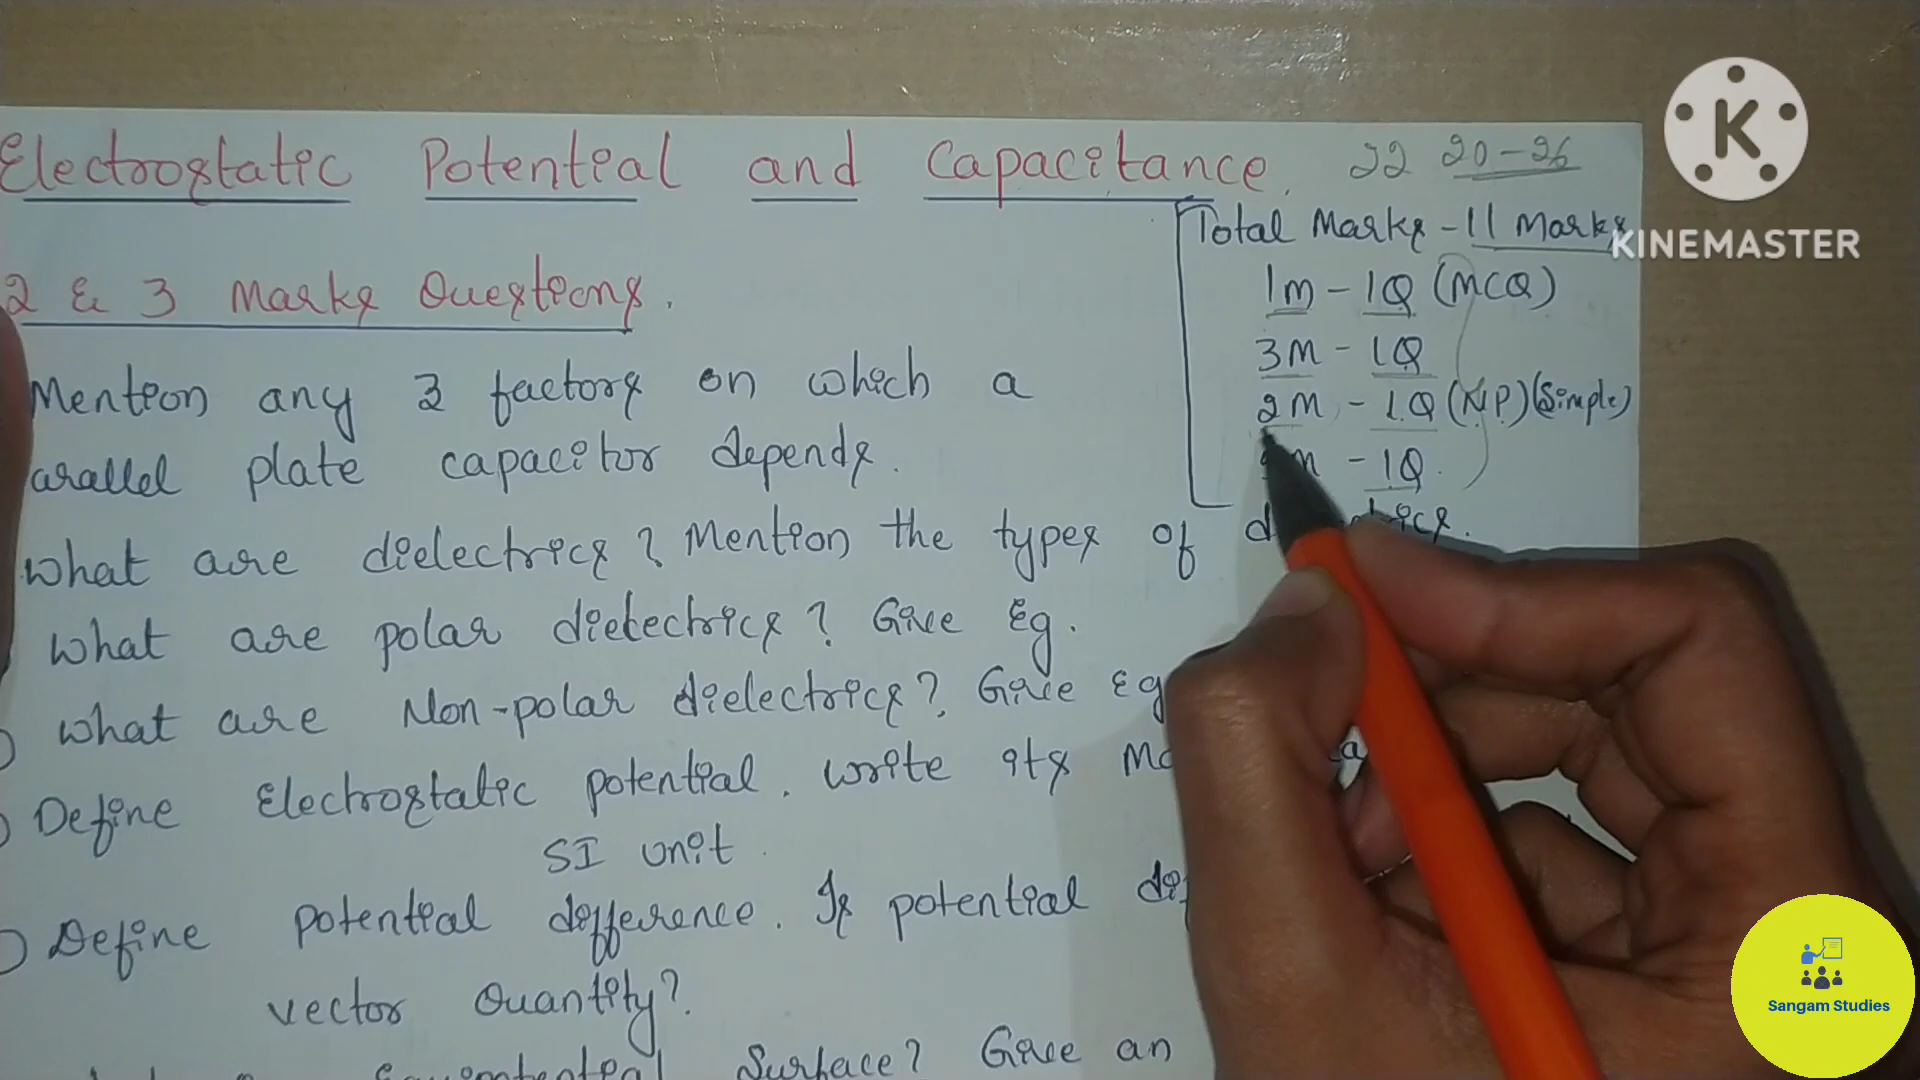 Electrostatic Potential and Capacitance. 22 20-26
Total Marks - 11 Marks
KINEMASTER
1M - 1Q (MCQ)
2 & 3 Marks Questions.
3M - 1Q
2M - 1Q (N.P) (Simple)
M - 1Q.
Mention any 3 factors on which a
arallel plate capacitor depends.
What are dielectrics? Mention the types of
What are polar dielectrics? Give Eg.
What are Non-polar dielectrics? Give Eg
Define Electrostatic potential. Write its
SI Unit
Define Potential difference. Is potential
vector Quantity?
Surface? Give an
Sangam Studies